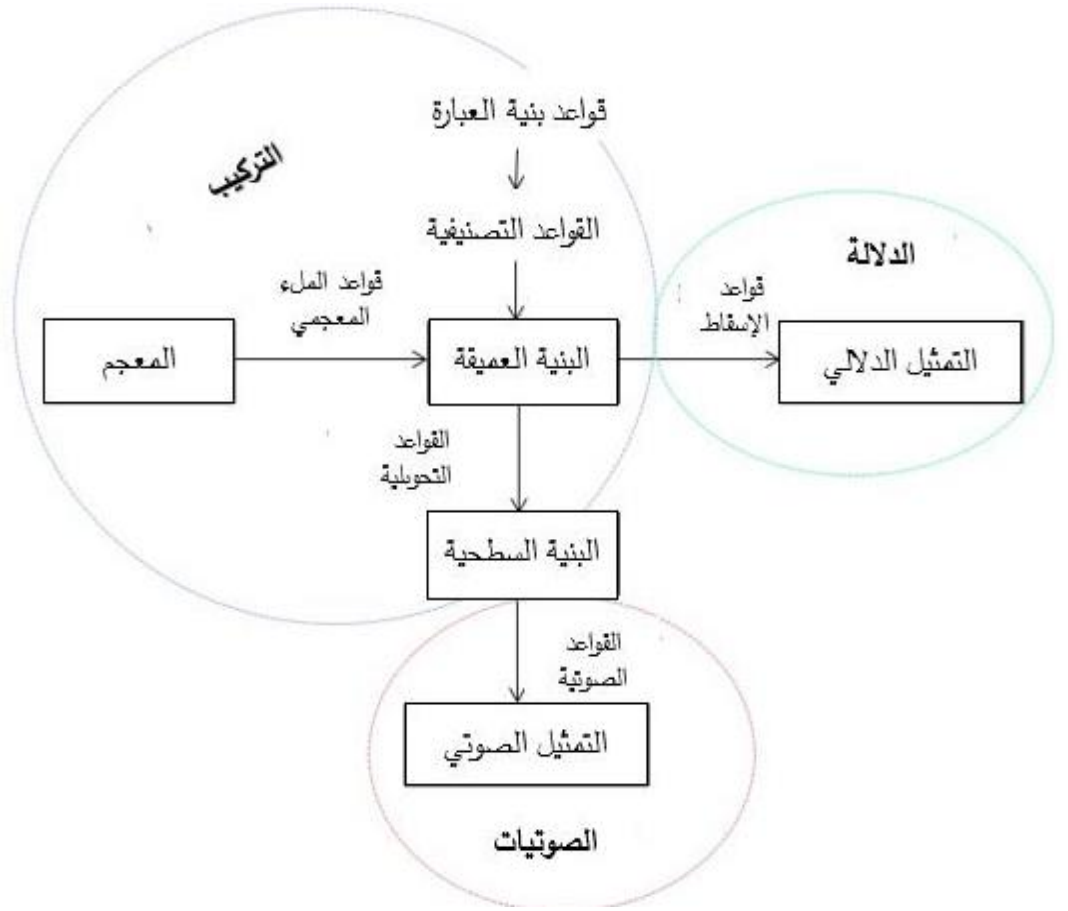 قواعد بنية العبارة
التركيب
القواعد التصنيفية
الدلالة
قواعد
الإسقاط
قواعد الملء
المعجمي
التمثيل الدلالي
البنية العميقة
المعجم
القواعد
التحويلية
البنية السطحية
القواعد
الصوتية
التمثيل الصوتي
الصوتيات